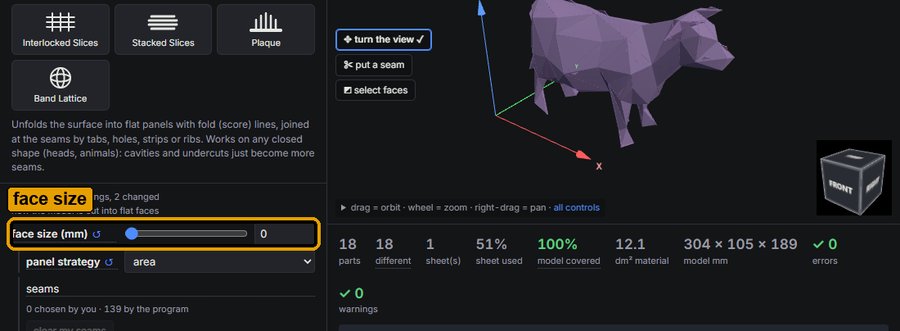 Interlocked Slices
Stacked Slices
Plaque
Band Lattice
Unfolds the surface into flat panels with fold (score) lines, joined
at the seams by tabs, holes, strips or ribs. Works on any closed
shape (heads, animals): cavities and undercuts just become more
seams.
face size
ngs, 2 changed
face size (mm) ↺
0
panel strategy ↺
area
seams
0 chosen by you · 139 by the program
clear my seams
✥ turn the view ✓
✂ put a seam
◩ select faces
Y
X
FRONT
▶ drag = orbit · wheel = zoom · right-drag = pan · all controls
18
parts
18
different
1
sheet(s)
51%
sheet used
100%
model covered
12.1
dm² material
304 × 105 × 189
model mm
✓ 0
errors
✓ 0
warnings